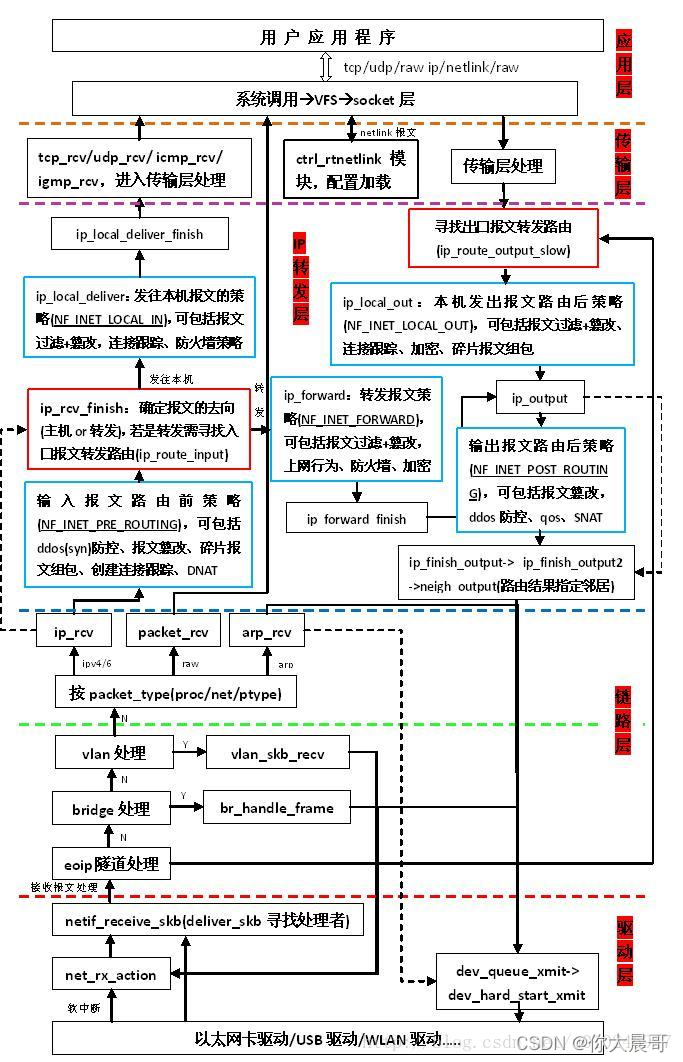 用户应用程序
tcp/udp/raw ip/netlink/raw
系统调用→VFS→socket 层
应用层
netlink 报文
tcp_rcv/udp_rcv/ icmp_rcv/
igmp_rcv，进入传输层处理
ctrl_rtnetlink 模
块，配置加载
传输层处理
传输层
ip_local_deliver_finish
IP转发层
寻找出口报文转发路由
(ip_route_output_slow)
ip_local_deliver：发往本机报文的策
略(NF_INET_LOCAL_IN)，可包括报文
过滤+篡改，连接跟踪、防火墙策略
ip_local_out：本机发出报文路由后策略
(NF_INET_LOCAL_OUT)，可包括报文过滤+篡改、
连接跟踪、加密、碎片报文组包
发往本机
转发
ip_rcv_finish：确定报文的去向
(主机 or 转发)，若是转发需寻找入
口报文转发路由(ip_route_input)
ip_forward：转发报文策
略(NF_INET_FORWARD)，
可包括报文过滤+篡改，
上网行为、防火墙、加密
ip_output
输出报文路由后策略
(NF_INET_POST_ROUTIN
G)，可包括报文篡改，
ddos 防控、qos、SNAT
输入报文路由前策略
(NF_INET_PRE_ROUTING)，可包括
ddos(syn)防控、报文篡改、碎片报
文组包、创建连接跟踪、DNAT
ip_forward_finish
ip_finish_output-> ip_finish_output2
->neigh_output(路由结果指定邻居)
ip_rcv
packet_rcv
arp_rcv
ipv4/6
raw
arp
按 packet_type(proc/net/ptype)
链路层
N
vlan 处理
Y
vlan_skb_recv
N
bridge 处理
Y
br_handle_frame
N
eoip 隧道处理
接收报文处理
netif_receive_skb(deliver_skb 寻找处理者)
驱动层
net_rx_action
dev_queue_xmit->
dev_hard_start_xmit
软中断
以太网卡驱动/USB 驱动/WLAN 驱动.....
CSDN @你大晨哥